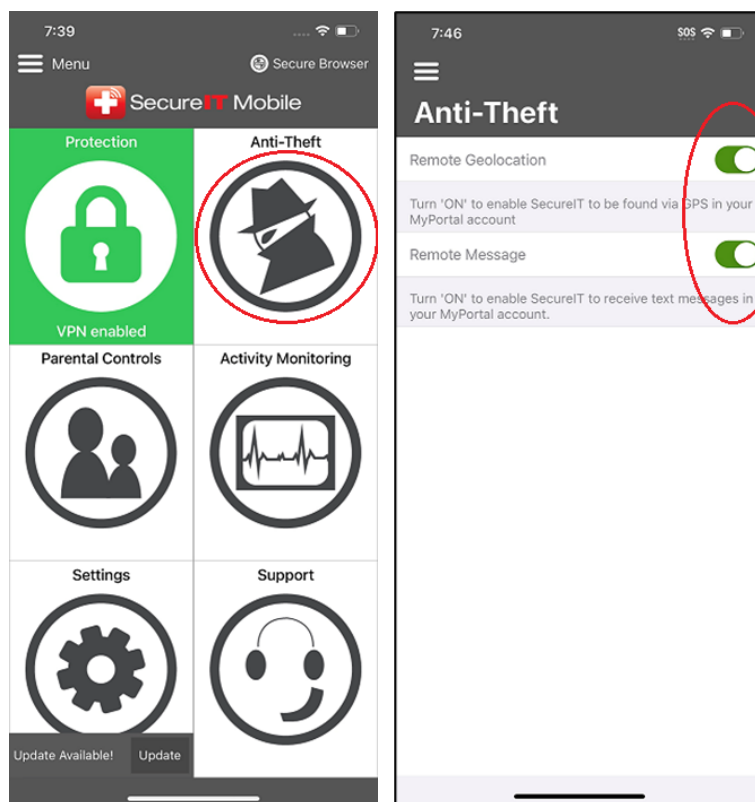 7:39
Menu
Secure Browser
SecureIT Mobile
Protection
VPN enabled
Anti-Theft
Parental Controls
Activity Monitoring
Settings
Support
Update Available!
Update
7:46
SOS
Anti-Theft
Remote Geolocation
Turn 'ON' to enable SecureIT to be found via GPS in your
MyPortal account
Remote Message
Turn 'ON' to enable SecureIT to receive text messages in
your MyPortal account.